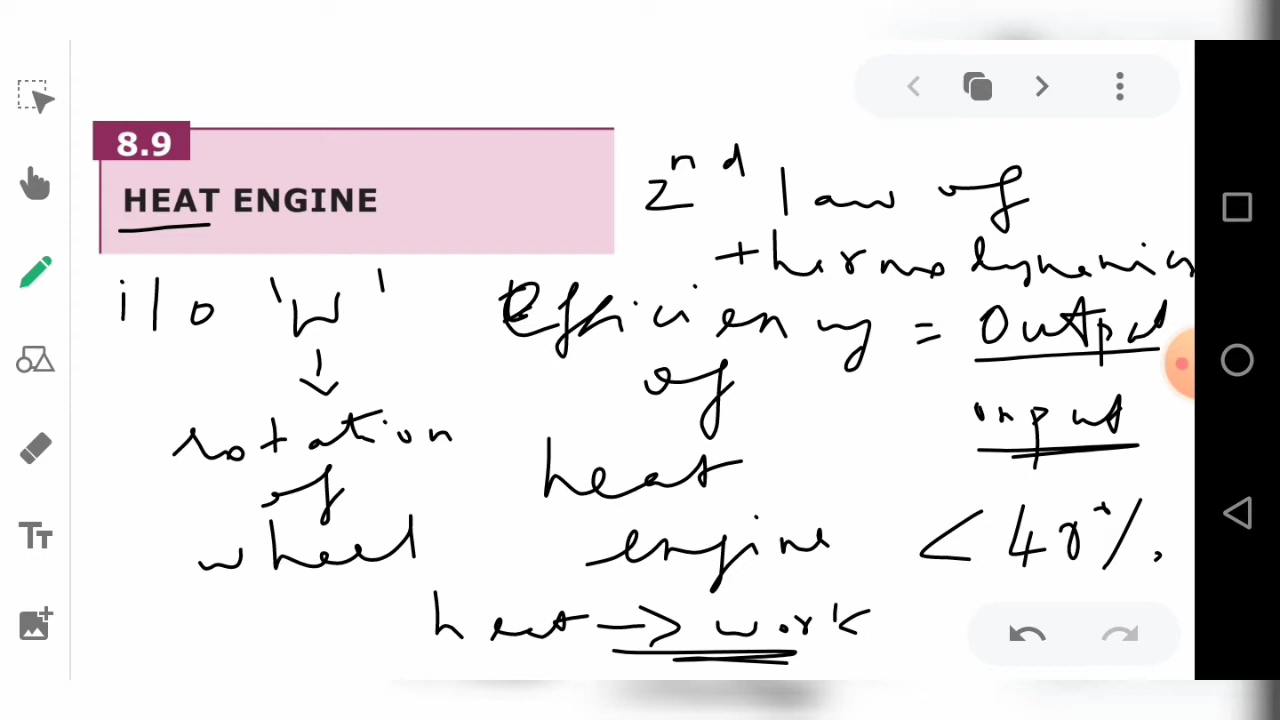 8.9
HEAT ENGINE
2nd law of
thermodynamics
i/o 'W'
rotation
of
wheel
Efficiency = Output
input
of
heat
engine < 40%.
heat → work
TT